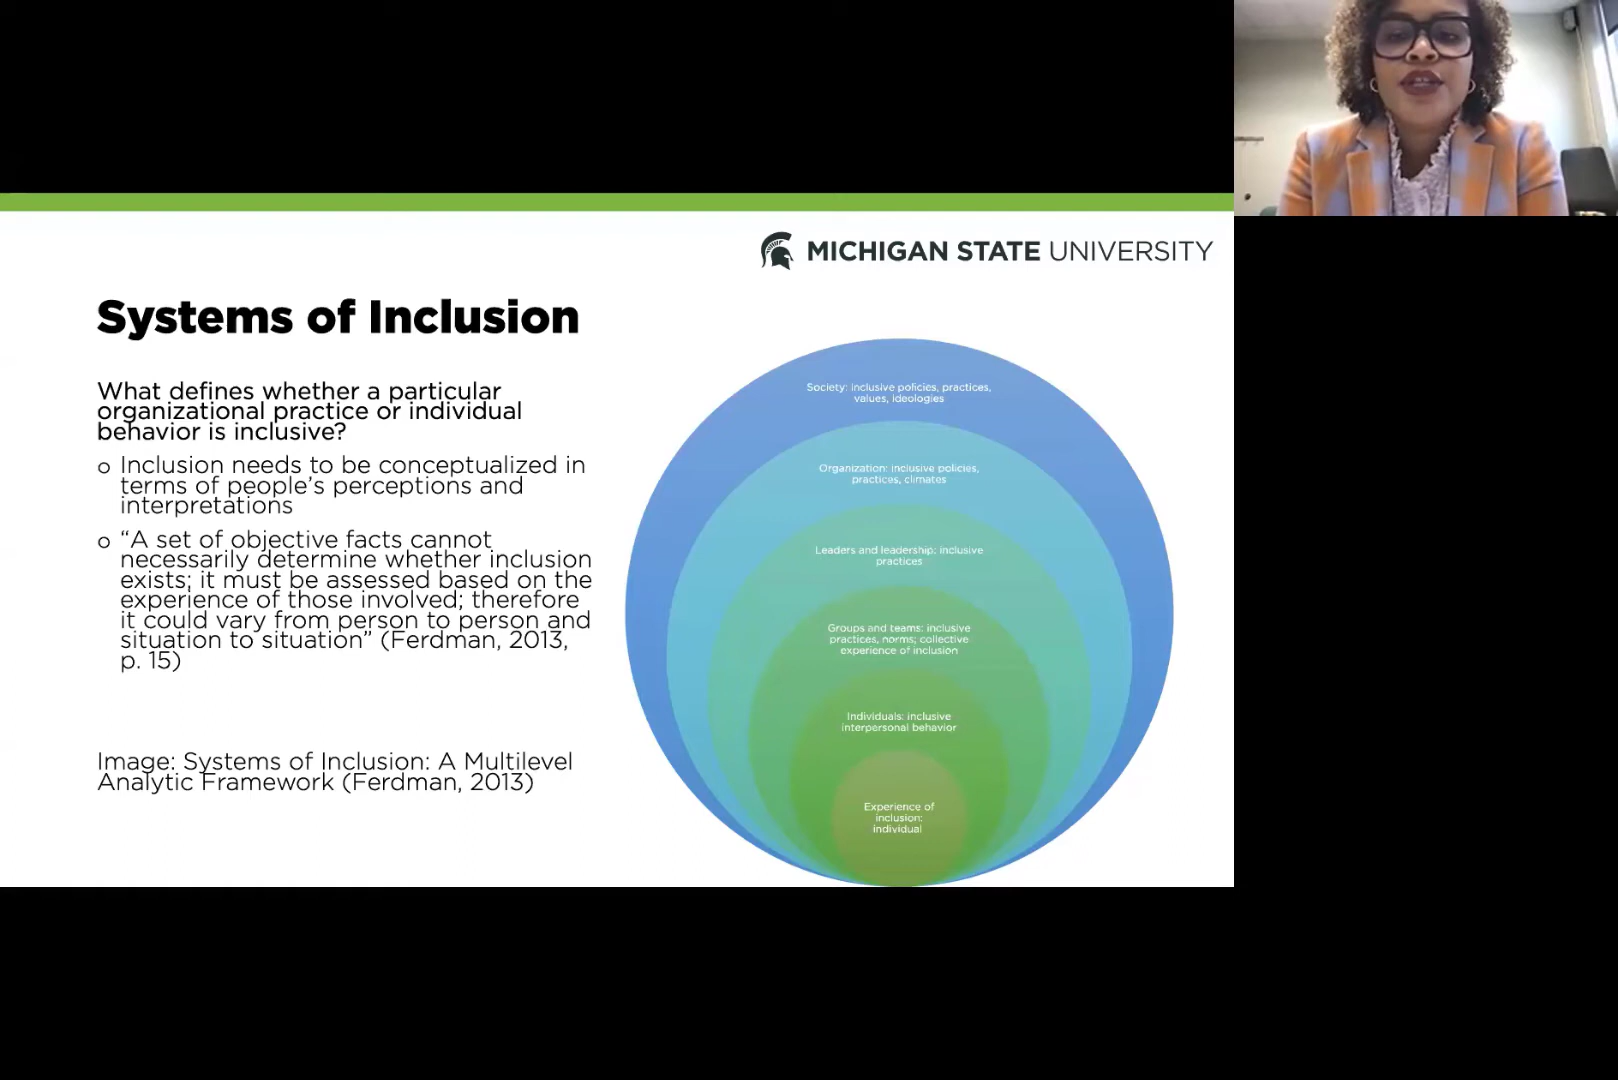 MICHIGAN STATE UNIVERSITY
Systems of Inclusion
What defines whether a particular
organizational practice or individual
behavior is inclusive?
o Inclusion needs to be conceptualized in
terms of people’s perceptions and
interpretations
o “A set of objective facts cannot
necessarily determine whether inclusion
exists; it must be assessed based on the
experience of those involved; therefore
it could vary from person to person and
situation to situation” (Ferdman, 2013,
p. 15)
Image: Systems of Inclusion: A Multilevel
Analytic Framework (Ferdman, 2013)
Society: inclusive policies, practices,
values, ideologies
Organization: inclusive policies,
practices, climates
Leaders and leadership: inclusive
practices
Groups and teams: inclusive
practices, norms; collective
experience of inclusion
Individuals: inclusive
interpersonal behavior
Experience of
inclusion:
individual